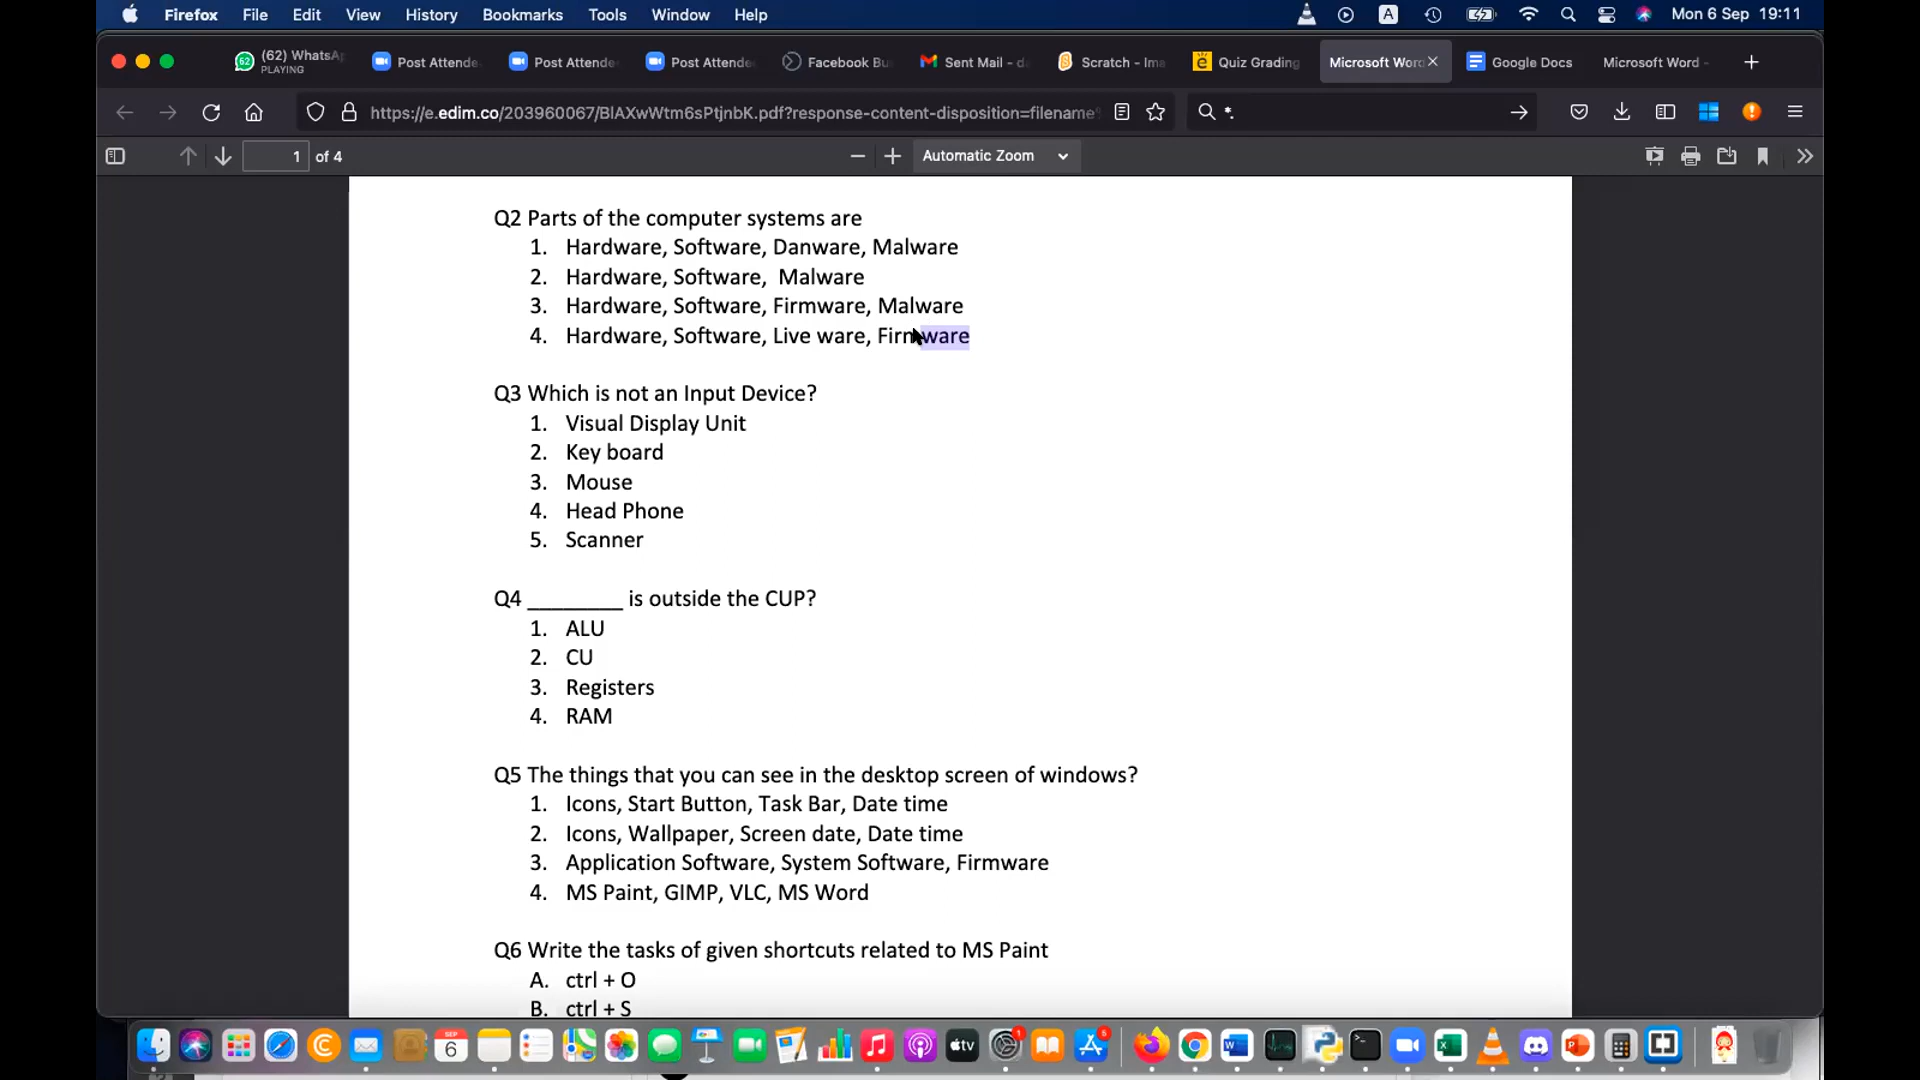 Firefox File Edit View History Bookmarks Tools Window Help A Mon 6 Sep 19:11
62 (62) WhatsA Post Attende Post Attende Post Attende Facebook Bu Sent Mail - d Scratch - Ima Quiz Grading Microsoft Word Google Docs Microsoft Word -
PLAYING
https://e.edim.co/203960067/BlAXwWtm6sPtjnbK.pdf?response-content-disposition=filename *.
1 of 4 Automatic Zoom
Q2 Parts of the computer systems are
1. Hardware, Software, Danware, Malware
2. Hardware, Software, Malware
3. Hardware, Software, Firmware, Malware
4. Hardware, Software, Live ware, Firmware
Q3 Which is not an Input Device?
1. Visual Display Unit
2. Key board
3. Mouse
4. Head Phone
5. Scanner
Q4 ________ is outside the CUP?
1. ALU
2. CU
3. Registers
4. RAM
Q5 The things that you can see in the desktop screen of windows?
1. Icons, Start Button, Task Bar, Date time
2. Icons, Wallpaper, Screen date, Date time
3. Application Software, System Software, Firmware
4. MS Paint, GIMP, VLC, MS Word
Q6 Write the tasks of given shortcuts related to MS Paint
A. ctrl + O
B. ctrl + S
SEP
6 tv